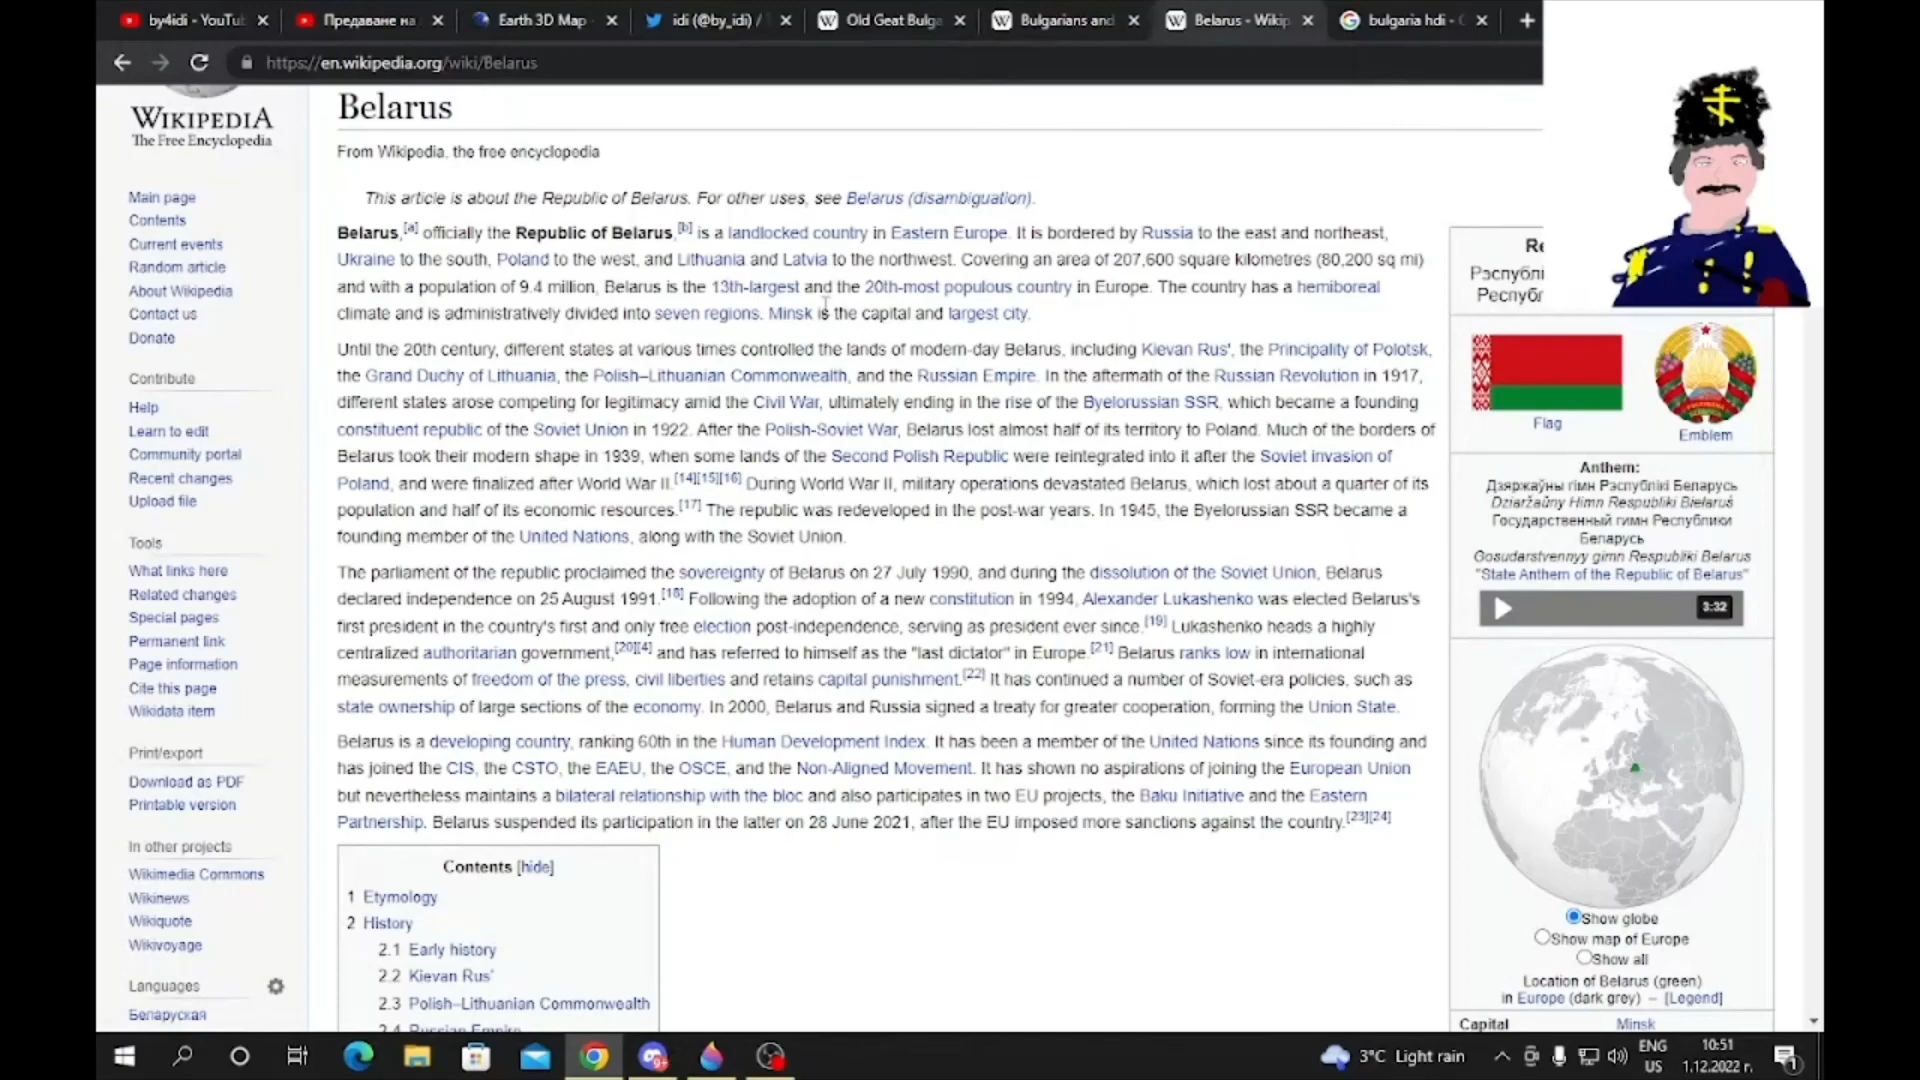 by4idi - YouTu
Предаване на
Earth 3D Map
idi (@by_idi) /
Old Geat Bulga
Bulgarians and
Belarus - Wikip
bulgaria hdi -
https://en.wikipedia.org/wiki/Belarus
WIKIPEDIA
The Free Encyclopedia
Main page
Contents
Current events
Random article
About Wikipedia
Contact us
Donate
Contribute
Help
Learn to edit
Community portal
Recent changes
Upload file
Tools
What links here
Related changes
Special pages
Permanent link
Page information
Cite this page
Wikidata item
Print/export
Download as PDF
Printable version
In other projects
Wikimedia Commons
Wikinews
Wikiquote
Wikivoyage
Languages
Беларуская
Belarus
From Wikipedia, the free encyclopedia
This article is about the Republic of Belarus. For other uses, see Belarus (disambiguation).
Belarus,[a] officially the Republic of Belarus,[b] is a landlocked country in Eastern Europe. It is bordered by Russia to the east and northeast,
Ukraine to the south, Poland to the west, and Lithuania and Latvia to the northwest. Covering an area of 207,600 square kilometres (80,200 sq mi)
and with a population of 9.4 million, Belarus is the 13th-largest and the 20th-most populous country in Europe. The country has a hemiboreal
climate and is administratively divided into seven regions. Minsk is the capital and largest city.
Until the 20th century, different states at various times controlled the lands of modern-day Belarus, including Kievan Rus', the Principality of Polotsk,
the Grand Duchy of Lithuania, the Polish–Lithuanian Commonwealth, and the Russian Empire. In the aftermath of the Russian Revolution in 1917,
different states arose competing for legitimacy amid the Civil War, ultimately ending in the rise of the Byelorussian SSR, which became a founding
constituent republic of the Soviet Union in 1922. After the Polish-Soviet War, Belarus lost almost half of its territory to Poland. Much of the borders of
Belarus took their modern shape in 1939, when some lands of the Second Polish Republic were reintegrated into it after the Soviet invasion of
Poland, and were finalized after World War II.[14][15][16] During World War II, military operations devastated Belarus, which lost about a quarter of its
population and half of its economic resources.[17] The republic was redeveloped in the post-war years. In 1945, the Byelorussian SSR became a
founding member of the United Nations, along with the Soviet Union.
The parliament of the republic proclaimed the sovereignty of Belarus on 27 July 1990, and during the dissolution of the Soviet Union, Belarus
declared independence on 25 August 1991.[18] Following the adoption of a new constitution in 1994, Alexander Lukashenko was elected Belarus's
first president in the country's first and only free election post-independence, serving as president ever since.[19] Lukashenko heads a highly
centralized authoritarian government,[20][4] and has referred to himself as the "last dictator" in Europe.[21] Belarus ranks low in international
measurements of freedom of the press, civil liberties and retains capital punishment.[22] It has continued a number of Soviet-era policies, such as
state ownership of large sections of the economy. In 2000, Belarus and Russia signed a treaty for greater cooperation, forming the Union State.
Belarus is a developing country, ranking 60th in the Human Development Index. It has been a member of the United Nations since its founding and
has joined the CIS, the CSTO, the EAEU, the OSCE, and the Non-Aligned Movement. It has shown no aspirations of joining the European Union
but nevertheless maintains a bilateral relationship with the bloc and also participates in two EU projects, the Baku Initiative and the Eastern
Partnership. Belarus suspended its participation in the latter on 28 June 2021, after the EU imposed more sanctions against the country.[23][24]
Contents [hide]
1 Etymology
2 History
2.1 Early history
2.2 Kievan Rus'
2.3 Polish–Lithuanian Commonwealth
2.4 Russian Empire
Re
Рэспублі
Республ
Flag
Emblem
Anthem:
Дзяржаўны гімн Рэспублікі Беларусь
Dziaržaŭny Himn Respubliki Bielaruś
Государственный гимн Республики
Беларусь
Gosudarstvennyy gimn Respubliki Belarus
"State Anthem of the Republic of Belarus"
3:32
Show globe
Show map of Europe
Show all
Location of Belarus (green)
in Europe (dark grey) – [Legend]
Capital Minsk
3°C Light rain
ENG
US
10:51
1.12.2022 г.
9+
1